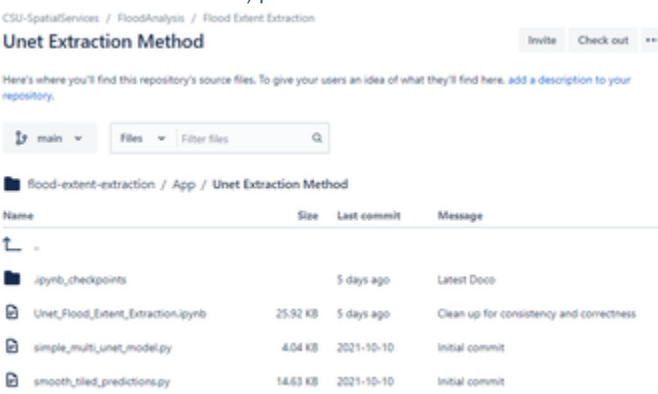 CSU-SpatialServices / FloodAnalysis / Flood Extent Extraction
Unet Extraction Method
Invite Check out ...
Here's where you'll find this repository's source files. To give your users an idea of what they'll find here, add a description to your
repository.
main Files Filter files
flood-extent-extraction / App / Unet Extraction Method
Name Size Last commit Message
..
.ipynb_checkpoints 5 days ago Latest Doco
Unet_Flood_Extent_Extraction.ipynb 25.92 KB 5 days ago Clean up for consistency and correctness
simple_multi_unet_model.py 4.04 KB 2021-10-10 Initial commit
smooth_tiled_predictions.py 14.63 KB 2021-10-10 Initial commit